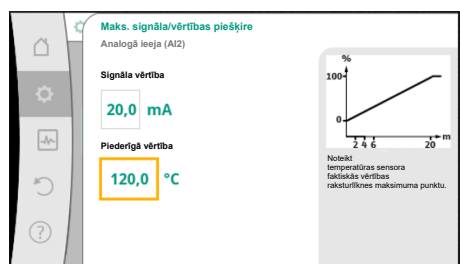 Maks. signāla/vērtības piešķire
Analogā ieeja (AI2)
Signāla vērtība
20,0 mA
Piederīgā vērtība
120,0 °C
%
100
0
2 4 6 20
m
Noteikt
temperatūras sensora
faktiskās vērtības
raksturlīknes maksimuma punktu.